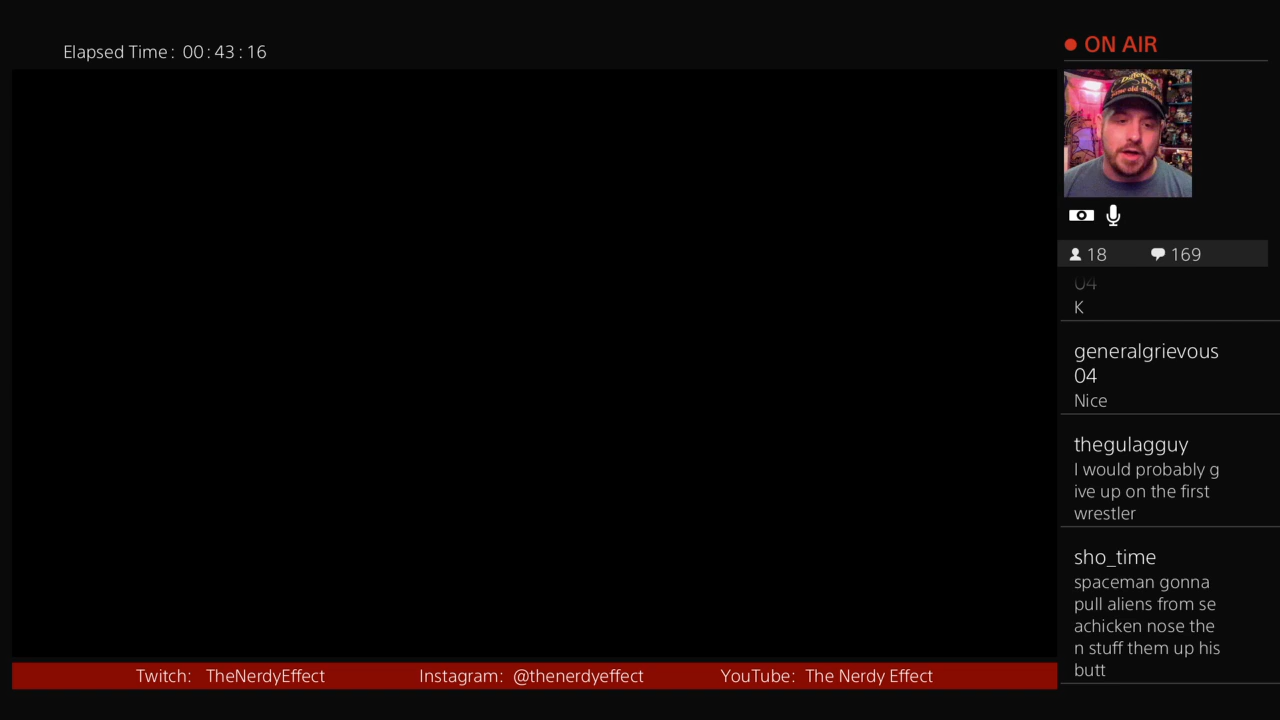 Elapsed Time: 00:43:16
ON AIR
18 169
04
K
generalgrievous
04
Nice
thegulagguy
I would probably g
ive up on the first
wrestler
sho_time
spaceman gonna
pull aliens from se
achicken nose the
n stuff them up his
butt
Twitch: TheNerdyEffect Instagram: @thenerdyeffect YouTube: The Nerdy Effect